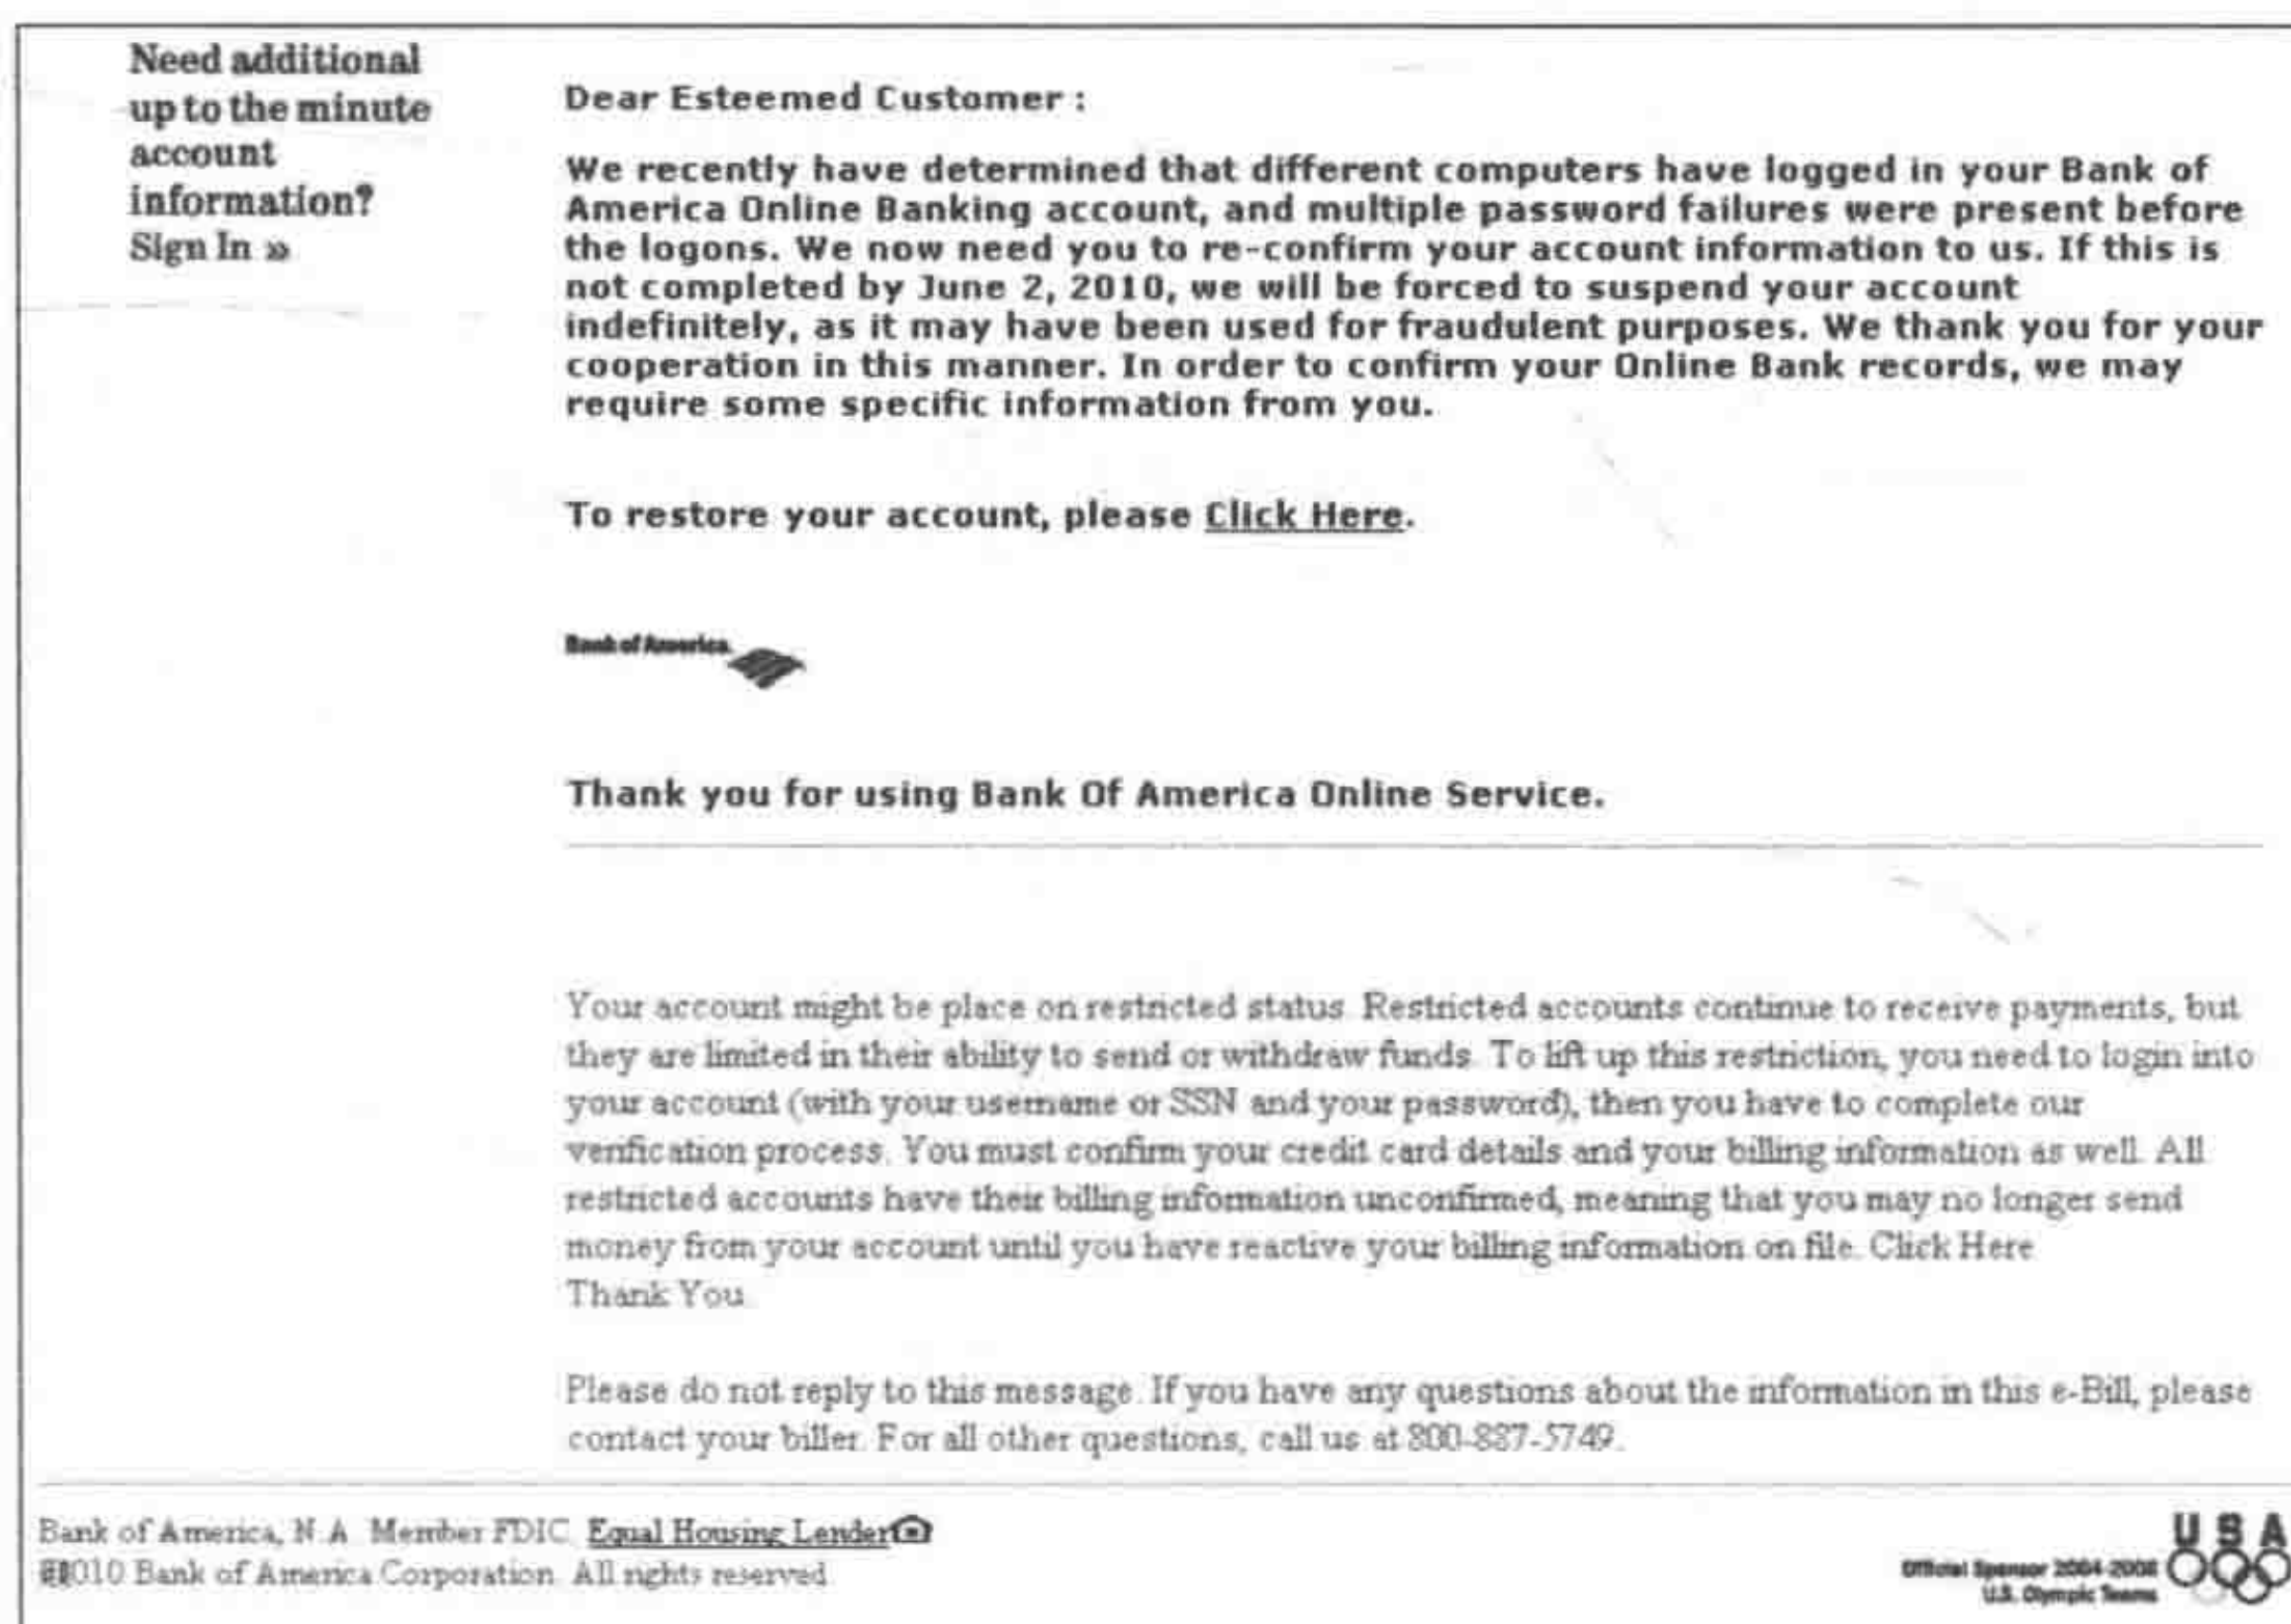 Need additional
up to the minute
account
information?
Sign In »
Dear Esteemed Customer :
We recently have determined that different computers have logged in your Bank of
America Online Banking account, and multiple password failures were present before
the logons. We now need you to re-confirm your account information to us. If this is
not completed by June 2, 2010, we will be forced to suspend your account
indefinitely, as it may have been used for fraudulent purposes. We thank you for your
cooperation in this manner. In order to confirm your Online Bank records, we may
require some specific information from you.
To restore your account, please Click Here.
Bank of America
Thank you for using Bank Of America Online Service.
Your account might be place on restricted status. Restricted accounts continue to receive payments, but
they are limited in their ability to send or withdraw funds. To lift up this restriction, you need to login into
your account (with your username or SSN and your password), then you have to complete our
verification process. You must confirm your credit card details and your billing information as well. All
restricted accounts have their billing information unconfirmed, meaning that you may no longer send
money from your account until you have reactive your billing information on file. Click Here
Thank You.
Please do not reply to this message. If you have any questions about the information in this e-Bill, please
contact your biller. For all other questions, call us at 800-887-5749.
Bank of America, N.A. Member FDIC. Equal Housing Lender
010 Bank of America Corporation. All rights reserved
USA
Official Sponsor 2004-2008
U.S. Olympic Teams